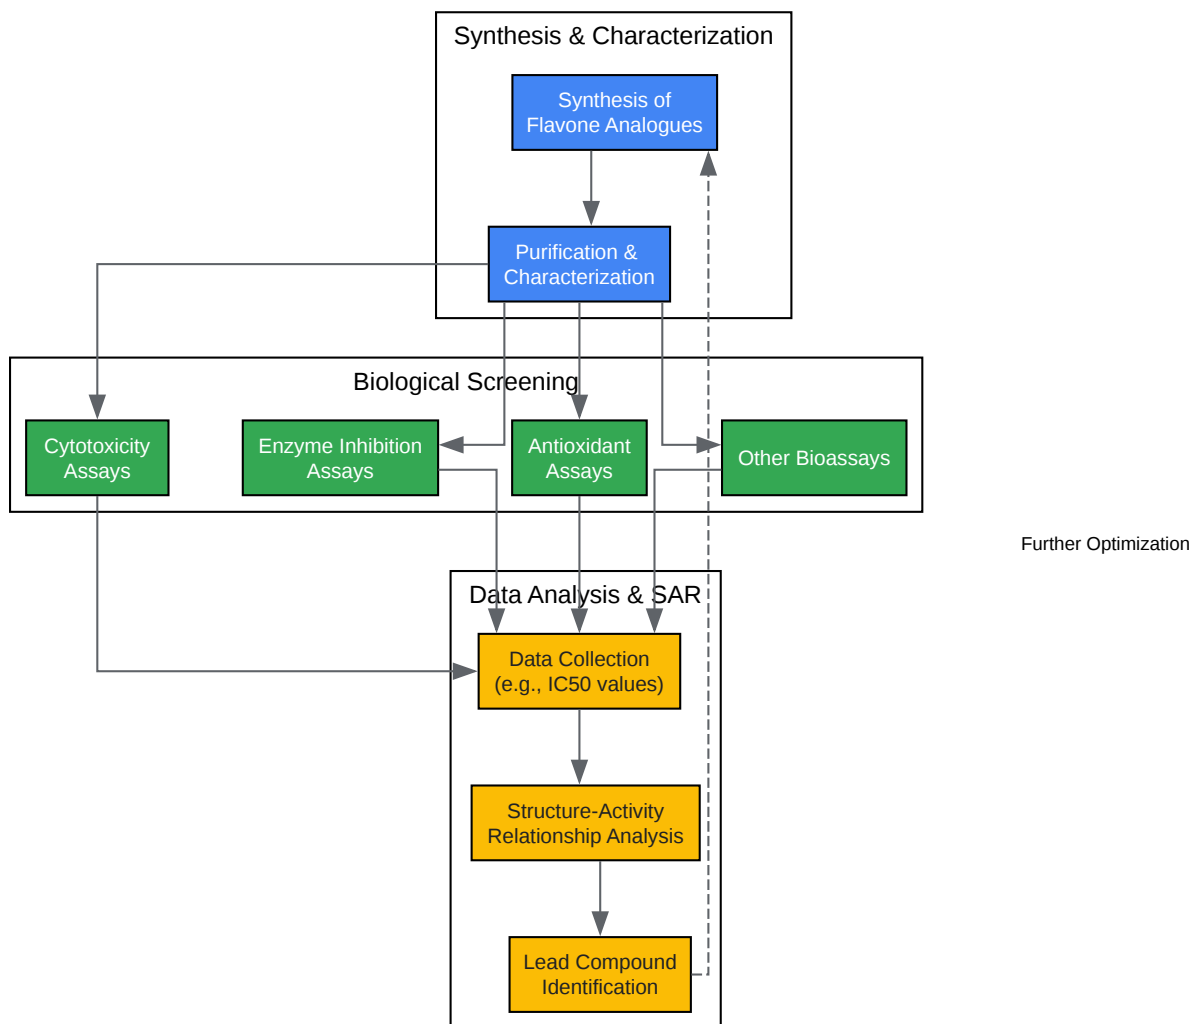 Synthesis & Characterization
Synthesis of
Flavone Analogues
Purification &
Characterization
Biological Screening
Cytotoxicity
Assays
Enzyme Inhibition
Assays
Antioxidant
Assays
Other Bioassays
Further Optimization
Data Analysis & SAR
Data Collection
(e.g., IC50 values)
Structure-Activity
Relationship Analysis
Lead Compound
Identification